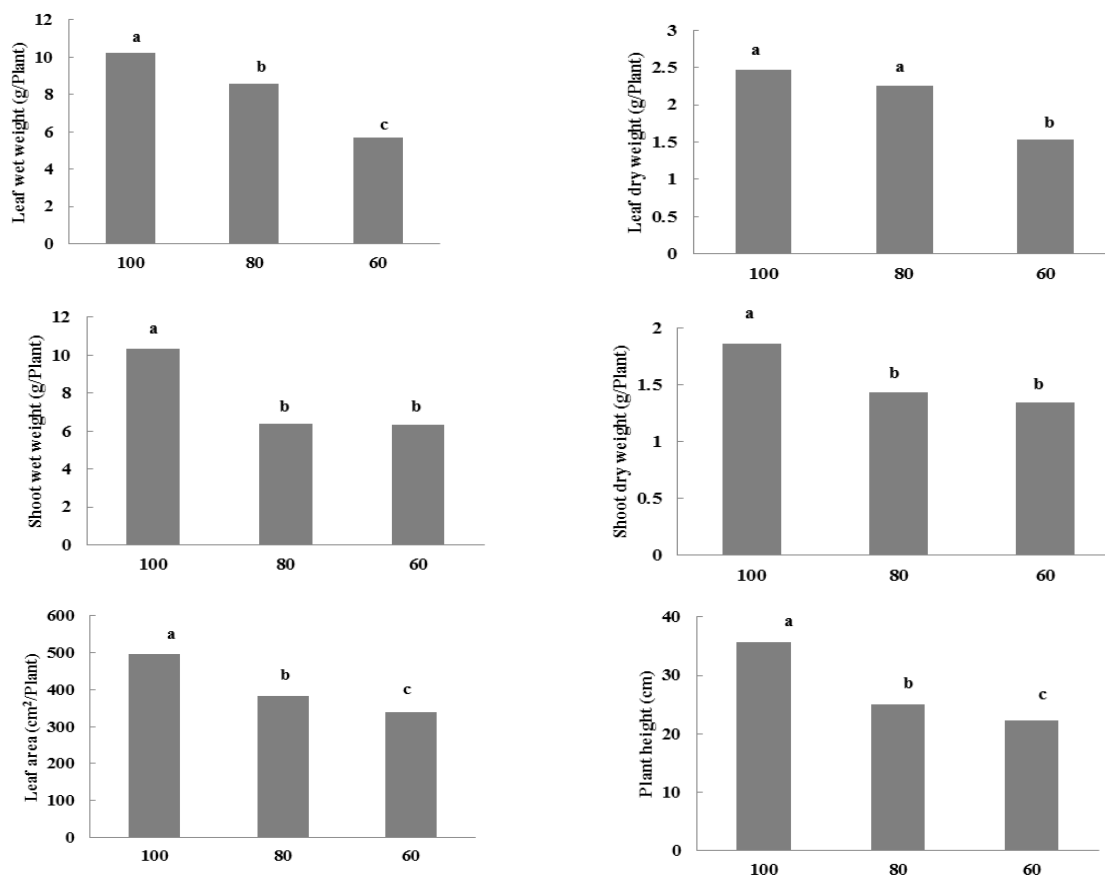 Leaf wet weight (g/Plant)
12
10
8
6
4
2
0
a
b
c
100 80 60
Leaf dry weight (g/Plant)
3
2.5
2
1.5
1
0.5
0
a
a
b
100 80 60
Shoot wet weight (g/Plant)
12
10
8
6
4
2
0
a
b
b
100 80 60
Shoot dry weight (g/Plant)
2
1.5
1
0.5
0
a
b
b
100 80 60
Leaf area (cm²/Plant)
600
500
400
300
200
100
0
a
b
c
100 80 60
Plant height (cm)
40
30
20
10
0
a
b
c
100 80 60